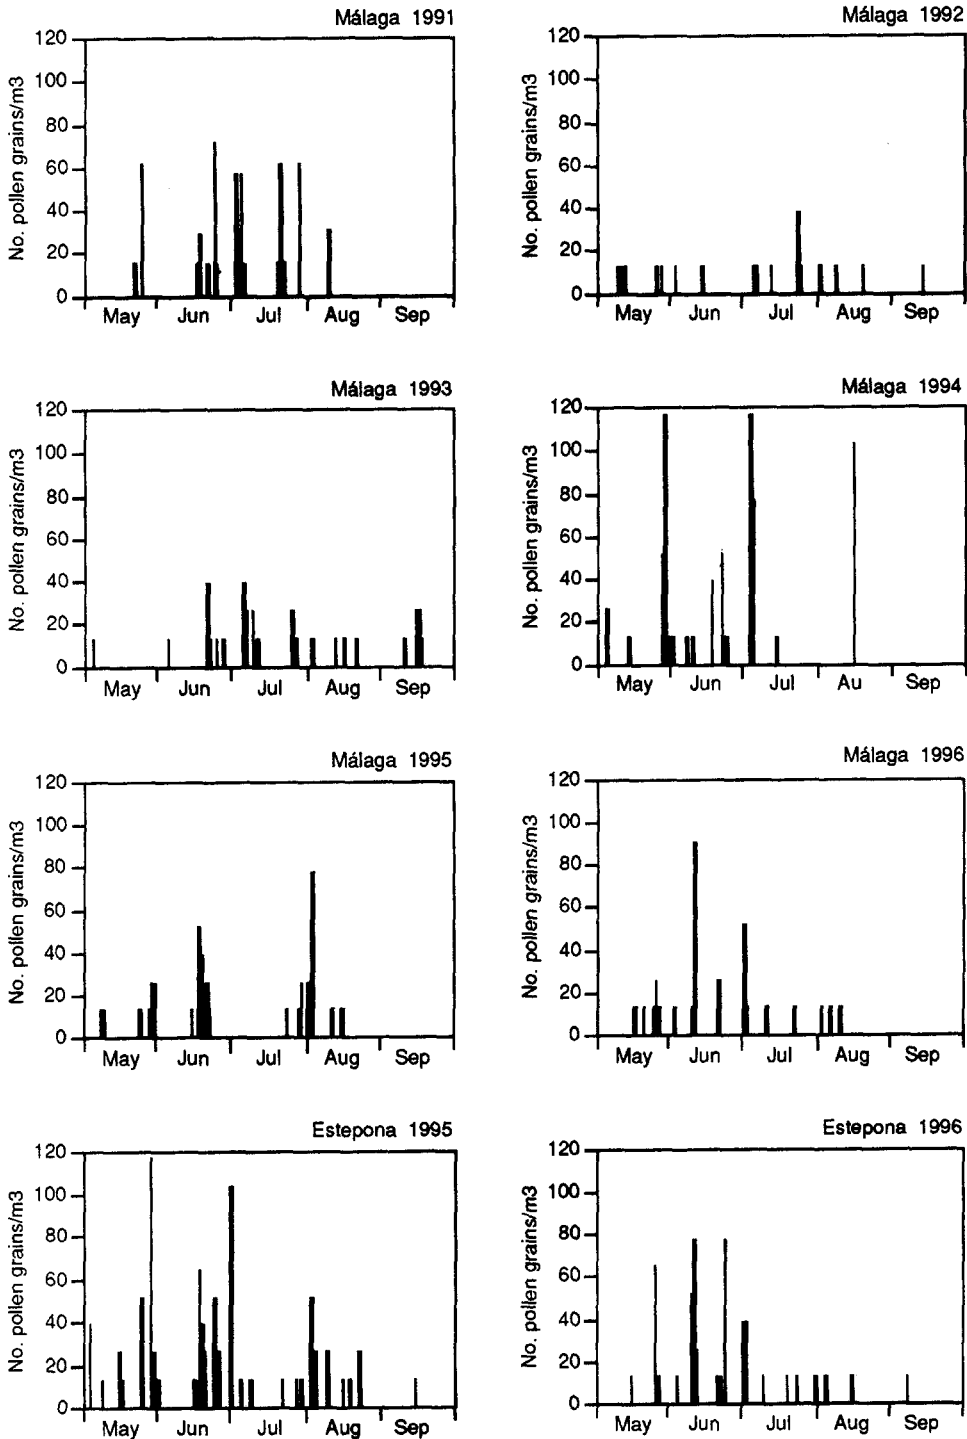 Málaga 1991
No. pollen grains/m3
120
100
80
60
40
20
0
May Jun Jul Aug Sep
Málaga 1992
No. pollen grains/m3
120
100
80
60
40
20
0
May Jun Jul Aug Sep
Málaga 1993
No. pollen grains/m3
120
100
80
60
40
20
0
May Jun Jul Aug Sep
Málaga 1994
No. pollen grains/m3
120
100
80
60
40
20
0
May Jun Jul Au Sep
Málaga 1995
No. pollen grains/m3
120
100
80
60
40
20
0
May Jun Jul Aug Sep
Málaga 1996
No. pollen grains/m3
120
100
80
60
40
20
0
May Jun Jul Aug Sep
Estepona 1995
No. pollen grains/m3
120
100
80
60
40
20
0
May Jun Jul Aug Sep
Estepona 1996
No. pollen grains/m3
120
100
80
60
40
20
0
May Jun Jul Aug Sep